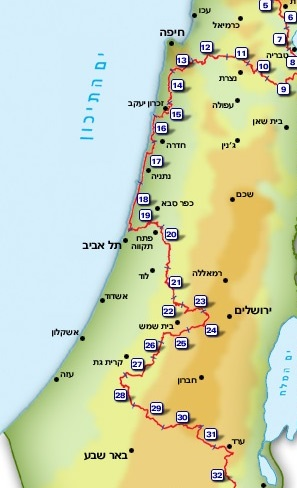 5
6
7
8
עכו
כרמיאל
חיפה
טבריה
12
11
10
9
13
נצרת
14
ים התיכון
זכרון יעקב
15
עפולה
בית שאן
16
חדרה
ג'נין
17
נתניה
18
כפר סבא
שכם
19
פתח
תקווה
20
תל אביב
לוד
רמאללה
21
אשדוד
22
23
ירושלים
24
בית שמש
25
אשקלון
26
קרית גת
27
ים המלח
עזה
28
חברון
29
30
31
ערד
באר שבע
32